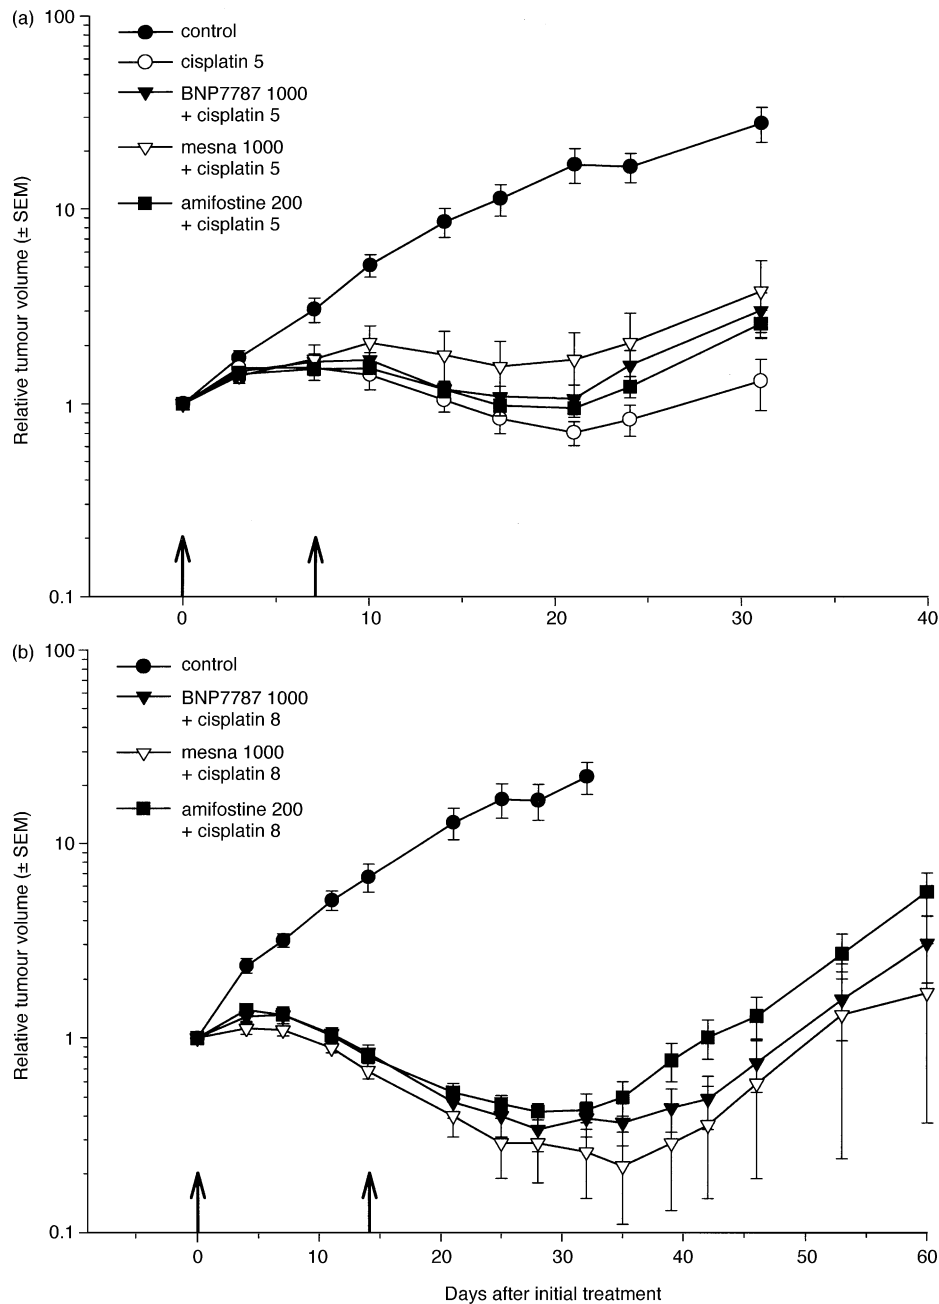 (a)
100
control
cisplatin 5
BNP7787 1000
+ cisplatin 5
mesna 1000
+ cisplatin 5
amifostine 200
+ cisplatin 5
10
1
0.1
Relative tumour volume (± SEM)
0
10
20
30
40
(b)
100
control
BNP7787 1000
+ cisplatin 8
mesna 1000
+ cisplatin 8
amifostine 200
+ cisplatin 8
10
1
0.1
Relative tumour volume (± SEM)
0
10
20
30
40
50
60
Days after initial treatment